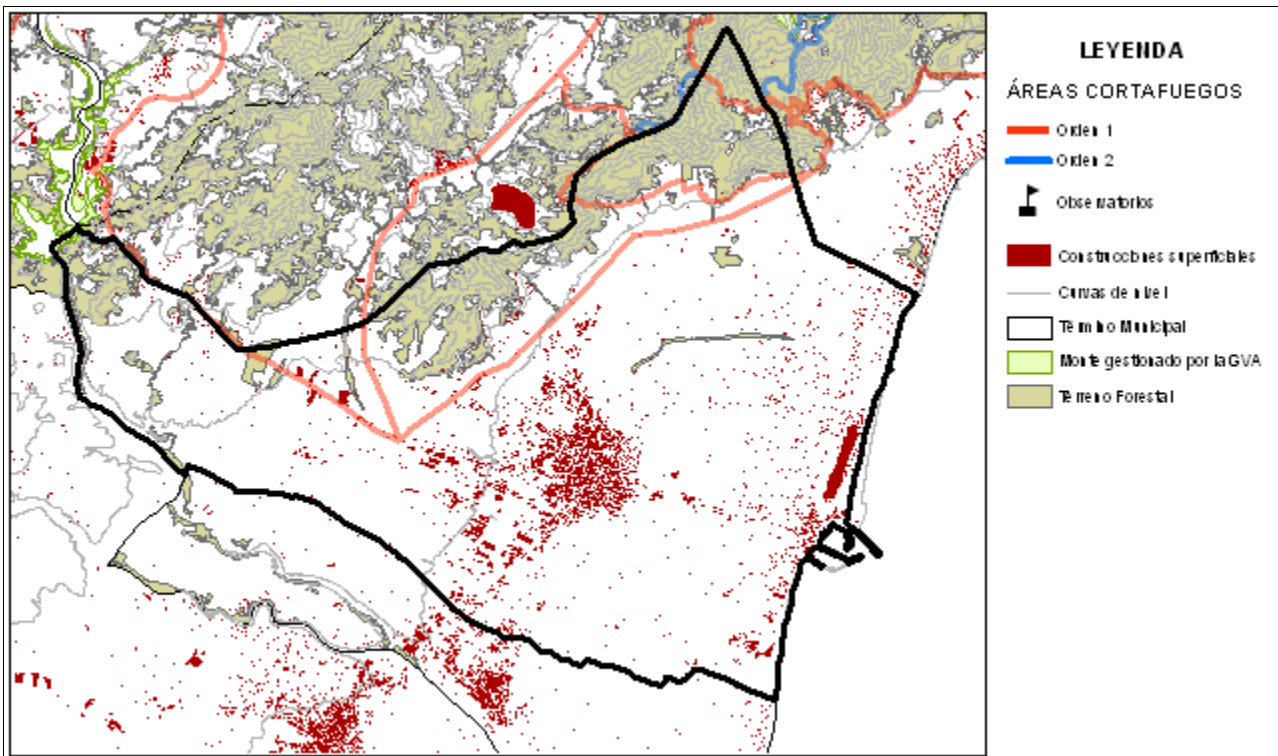 LEYENDA
ÁREAS CORTAFUEGOS
Orden 1
Orden 2
Observatorios
Construcciones superficiales
Curvas de nivel
Término Municipal
Monte gestionado por la GVA
Terreno Forestal